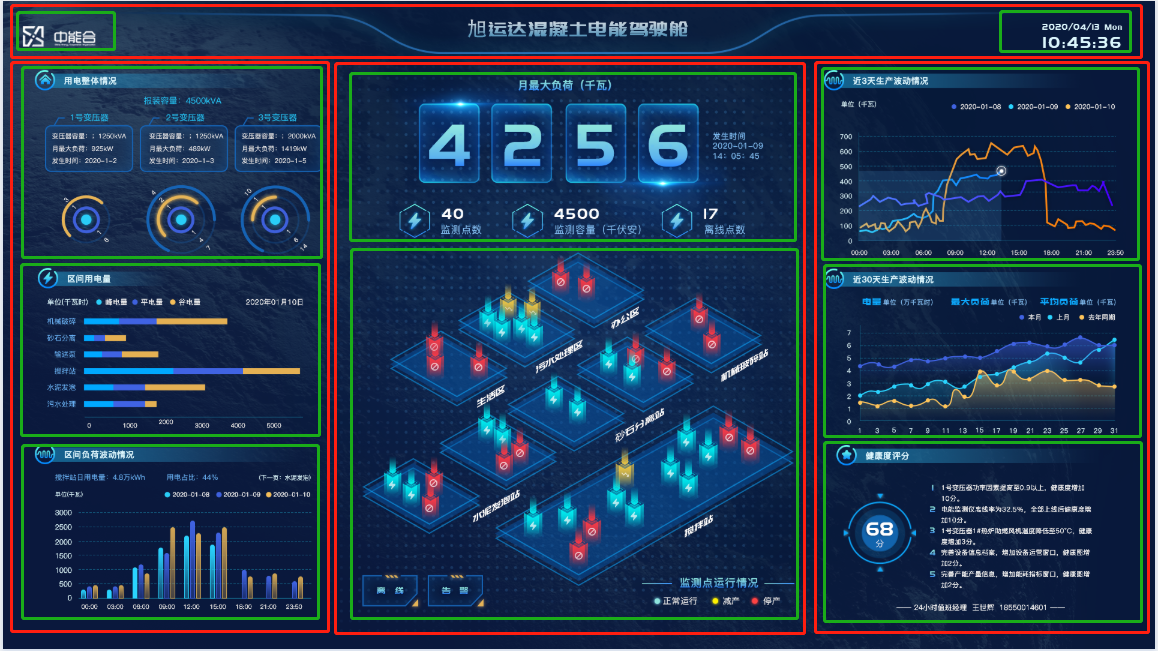 中能合
旭运达混凝土电能驾驶舱
2020/04/13 Mon
10:45:36
用电整体情况
报装容量: 4500kVA
1号变压器
2号变压器
3号变压器
变压器容量: : 1250kVA
月最大负荷: 925kW
发生时间: 2020-1-2
变压器容量: : 1250kVA
月最大负荷: 489kW
发生时间: 2020-1-3
变压器容量: : 2000kVA
月最大负荷: 1419kW
发生时间: 2020-1-5
区间用电量
单位(千瓦时) 峰电量 平电量 谷电量 2020年01月10日
机械破碎
砂石分离
输送泵
搅拌站
水泥发泡
污水处理
0 1000 2000 3000 4000 5000
区间负荷波动情况
搅拌站日用电量: 4.8万kWh 用电占比: 44% (下一页: 水泥发泡)
单位(千瓦) 2020-01-08 2020-01-09 2020-01-10
3000
2500
2000
1500
1000
500
0
00:00 03:00 06:00 09:00 12:00 15:00 18:00 21:00 23:50
月最大负荷 (千瓦)
4 2 5 6
发生时间
2020-01-09
14: 05: 45
40
监测点数
4500
监测容量 (千伏安)
17
离线点数
办公区
1号水处理区
机械破碎站
生活区
砂石分离站
水泥发泡站
搅拌站
离线
告警
监测点运行情况
正常运行 减产 停产
近3天生产波动情况
单位 (千瓦) 2020-01-08 2020-01-09 2020-01-10
700
600
500
400
300
200
100
0
00:00 03:00 06:00 09:00 12:00 15:00 18:00 21:00 23:50
近30天生产波动情况
电量 单位 (万千瓦时) 最大负荷 单位 (千瓦) 平均负荷 单位 (千瓦)
本月 上月 去年同期
7
6
5
4
3
2
1
0
1 3 5 7 9 11 13 15 17 19 21 23 25 27 29 31
健康度评分
68
分
1 1号变压器功率因素提高至0.9以上, 健康度增加
10分。
2 电能监测仪离线率为32.5%, 全部上线后健康度增
加10分。
3 1号变压器1#热炉助燃风机温度降低至50℃, 健康
度增加3分。
4 完善设备信息档案, 增加设备运营窗口, 健康度增
加2分。
5 完善产能产量信息, 增加能耗指标窗口, 健康度增
加2分。
24小时值班经理 王世辉 18550014601